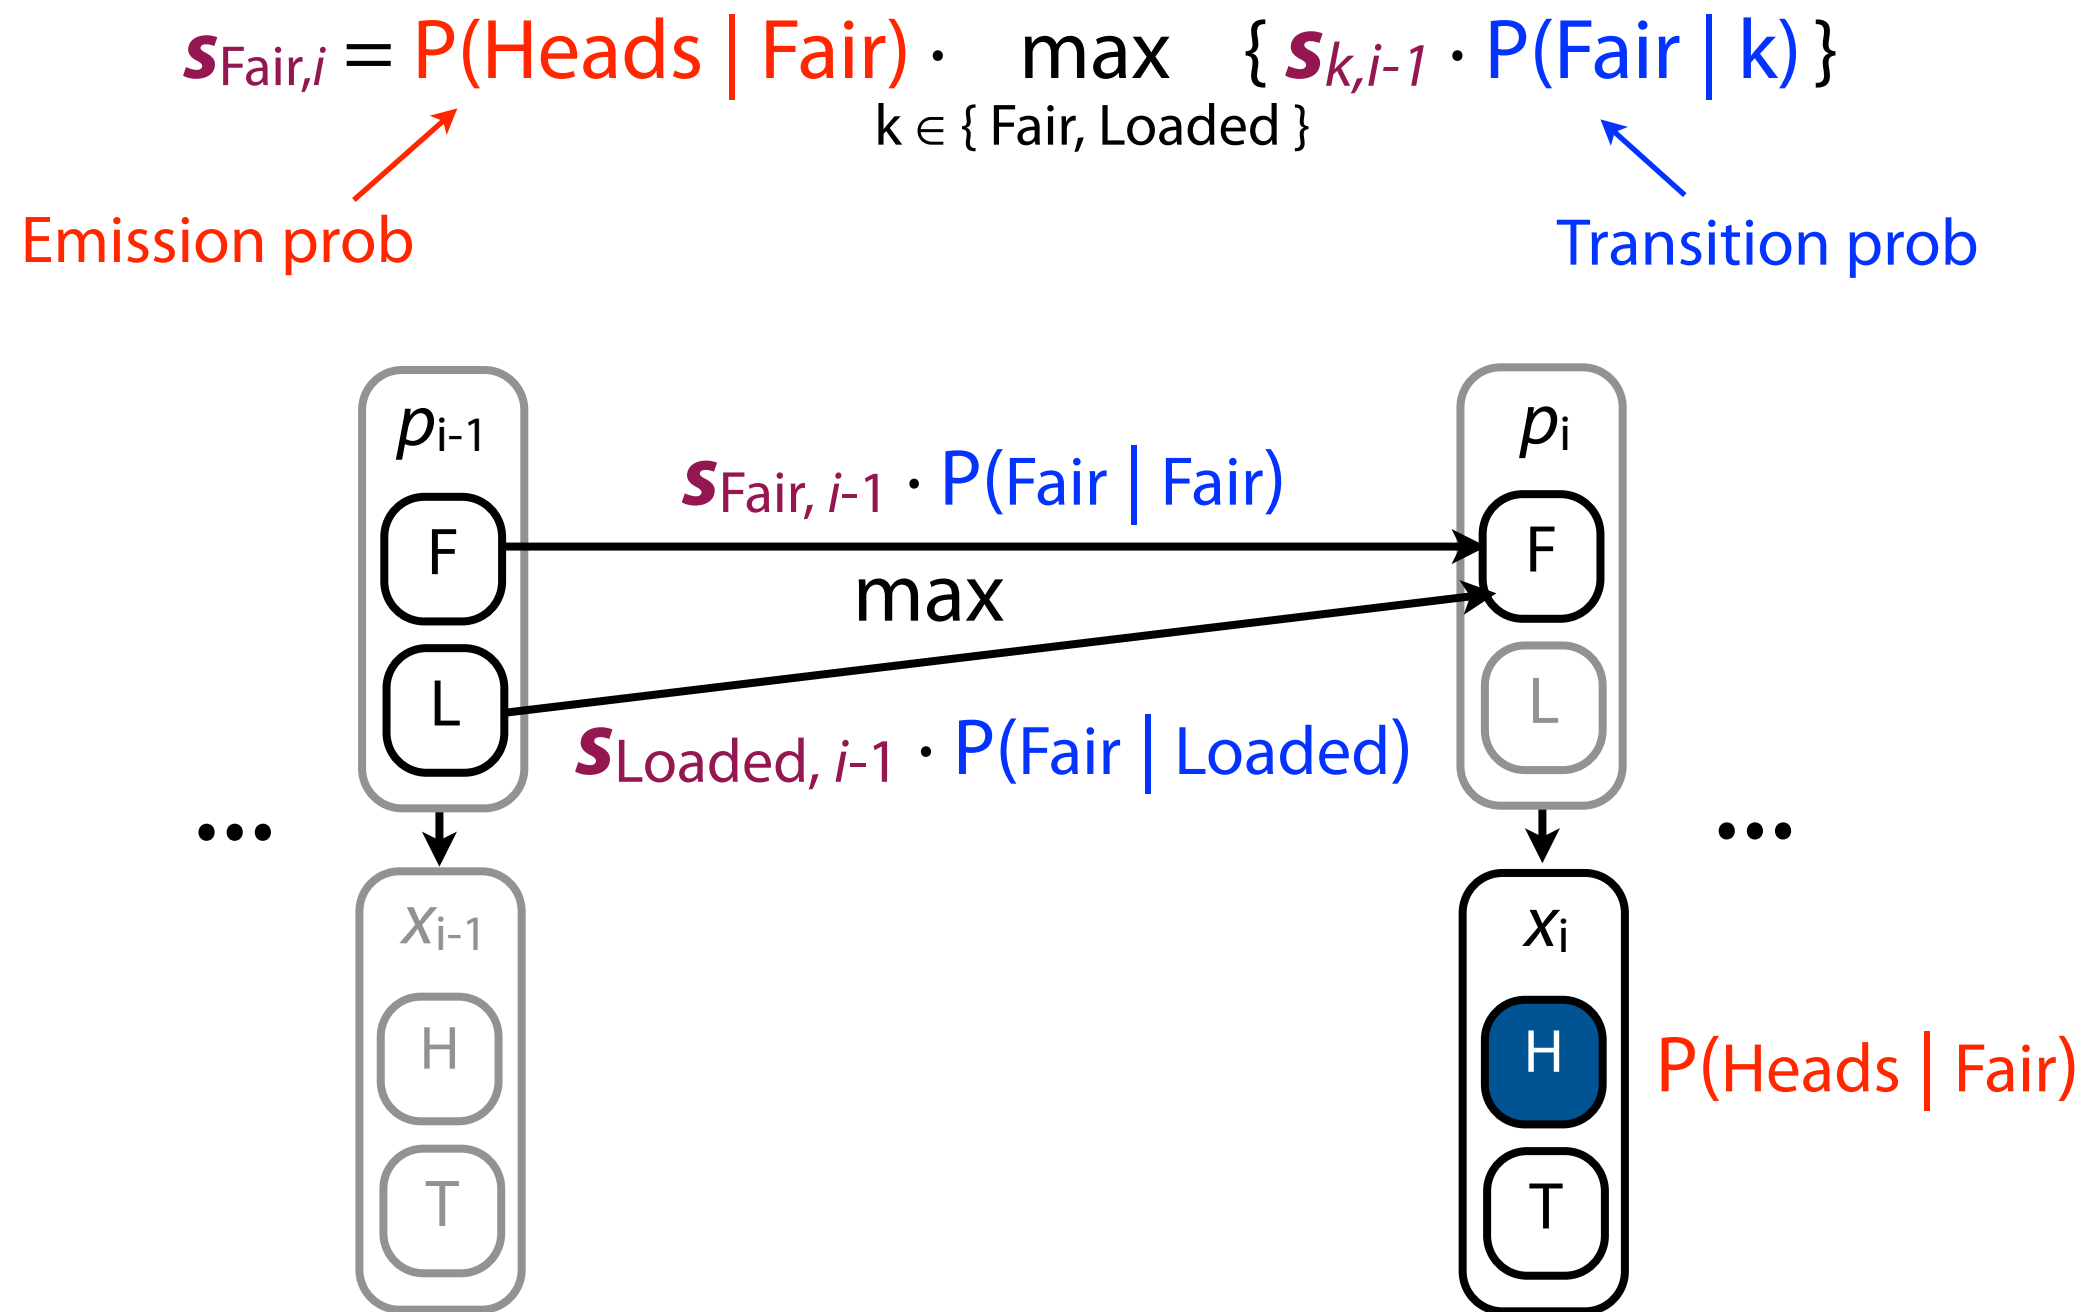 sFair,i = P(Heads | Fair) · max { sk,i-1 · P(Fair | k) }
k ∈ { Fair, Loaded }
Emission prob
Transition prob
pi-1
pi
sFair, i-1 · P(Fair | Fair)
F
F
max
L
L
sLoaded, i-1 · P(Fair | Loaded)
...
...
xi-1
xi
H
H
P(Heads | Fair)
T
T